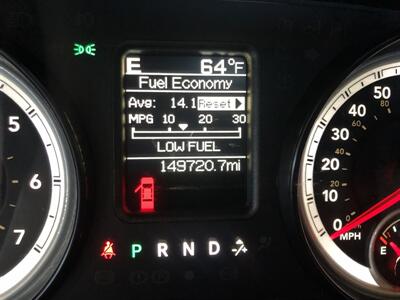 E 64°F
Fuel Economy
Avg: 14.1 Reset
MPG 10 20 30
LOW FUEL
149720.7mi
P R N D
5
6
7
50
40
30
20
10
0
MPH
E